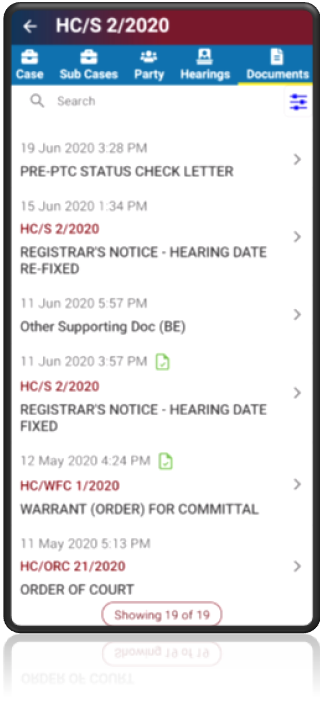 HC/S 2/2020
Case Sub Cases Party Hearings Documents
Search
19 Jun 2020 3:28 PM
PRE-PTC STATUS CHECK LETTER
15 Jun 2020 1:34 PM
HC/S 2/2020
REGISTRAR'S NOTICE - HEARING DATE
RE-FIXED
11 Jun 2020 5:57 PM
Other Supporting Doc (BE)
11 Jun 2020 3:57 PM
HC/S 2/2020
REGISTRAR'S NOTICE - HEARING DATE
FIXED
12 May 2020 4:24 PM
HC/WFC 1/2020
WARRANT (ORDER) FOR COMMITTAL
11 May 2020 5:13 PM
HC/ORC 21/2020
ORDER OF COURT
Showing 19 of 19